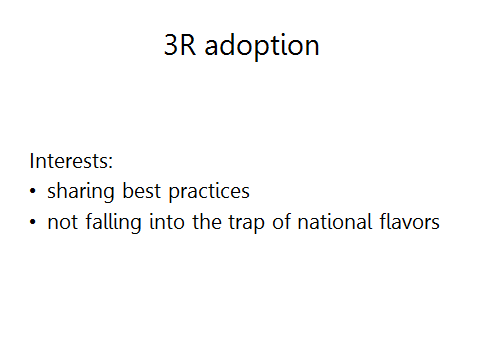 3R adoption
Interests:
• sharing best practices
• not falling into the trap of national flavors